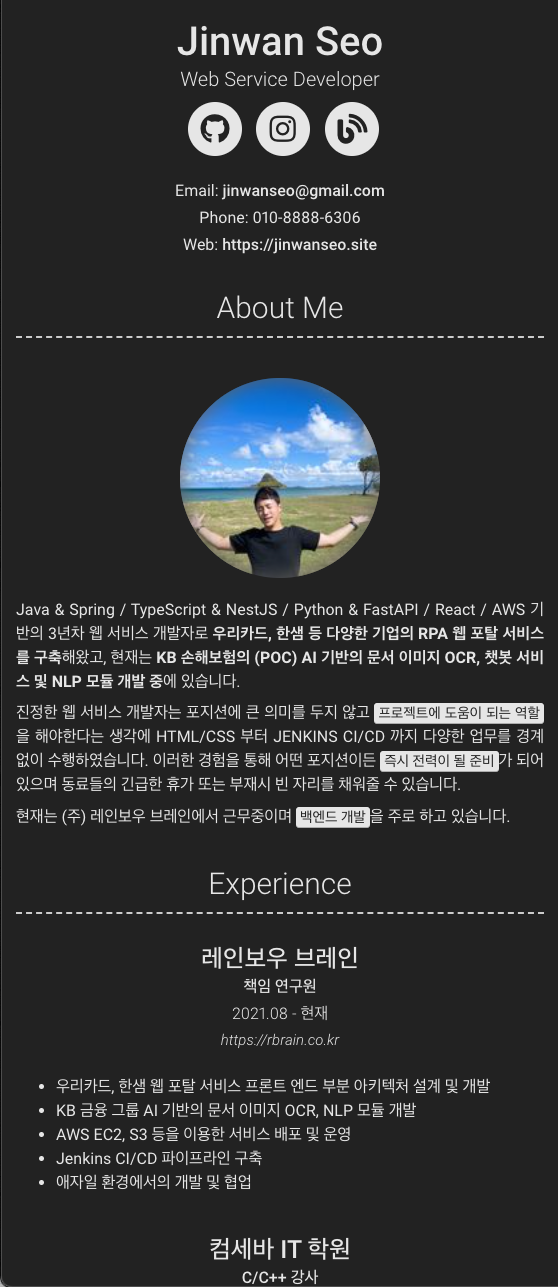 Jinwan Seo
Web Service Developer
Email: jinwanseo@gmail.com
Phone: 010-8888-6306
Web: https://jinwanseo.site
About Me
Java & Spring / TypeScript & NestJS / Python & FastAPI / React / AWS 기
반의 3년차 웹 서비스 개발자로 우리카드, 한샘 등 다양한 기업의 RPA 웹 포탈 서비스
를 구축해왔고, 현재는 KB 손해보험의 (POC) AI 기반의 문서 이미지 OCR, 챗봇 서비
스 및 NLP 모듈 개발 중에 있습니다.
진정한 웹 서비스 개발자는 포지션에 큰 의미를 두지 않고 프로젝트에 도움이 되는 역할
을 해야한다는 생각에 HTML/CSS 부터 JENKINS CI/CD 까지 다양한 업무를 경계
없이 수행하였습니다. 이러한 경험을 통해 어떤 포지션이든 즉시 전력이 될 준비가 되어
있으며 동료들의 긴급한 휴가 또는 부재시 빈 자리를 채워줄 수 있습니다.
현재는 (주) 레인보우 브레인에서 근무중이며 백엔드 개발을 주로 하고 있습니다.
Experience
레인보우 브레인
책임 연구원
2021.08 - 현재
https://rbrain.co.kr
• 우리카드, 한샘 웹 포탈 서비스 프론트 엔드 부분 아키텍처 설계 및 개발
• KB 금융 그룹 AI 기반의 문서 이미지 OCR, NLP 모듈 개발
• AWS EC2, S3 등을 이용한 서비스 배포 및 운영
• Jenkins CI/CD 파이프라인 구축
• 애자일 환경에서의 개발 및 협업
컴세바 IT 학원
C/C++ 강사